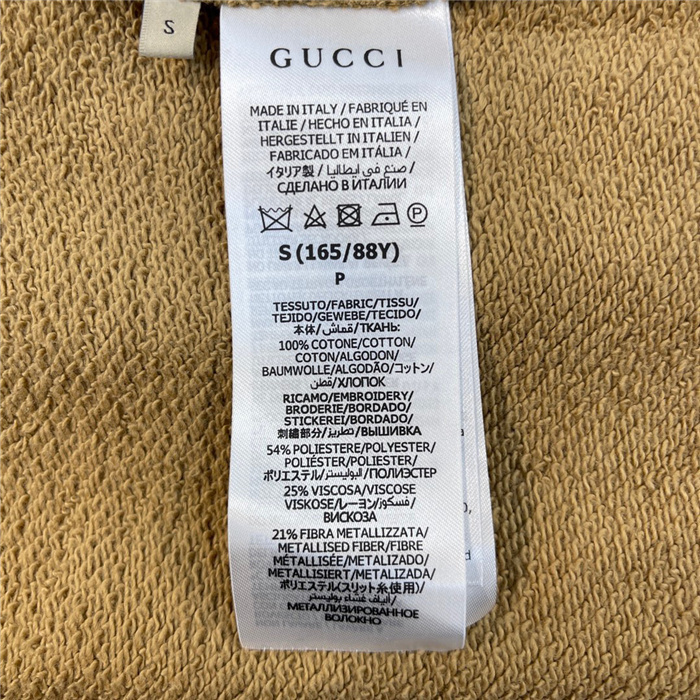 S
GUCCI
MADE IN ITALY / FABRIQUÉ EN
ITALIE / HECHO EN ITALIA /
HERGESTELLT IN ITALIEN /
FABRICADO EM ITÁLIA /
イタリア製 / صنع في ايطاليا /
СДЕЛАНО В ИТАЛИИ
P
S (165/88Y)
P
TESSUTO/FABRIC/TISSU/
TEJIDO/GEWEBE/TECIDO/
本体/قماش/ТКАНЬ:
100% COTONE/COTTON/
COTON/ALGODON/
BAUMWOLLE/ALGODÃO/コットン/
قطن/ХЛОПОК
RICAMO/EMBROIDERY/
BRODERIE/BORDADO/
STICKEREI/BORDADO/
刺繍部分/تطريز/ВЫШИВКА
54% POLIESTERE/POLYESTER/
POLIÉSTER/POLYESTER/
ポリエステル/البوليستر/ПОЛИЭСТЕР
25% VISCOSA/VISCOSE
VISKOSE/レーヨン/فسكوز/
ВИСКОЗА
21% FIBRA METALLIZZATA/
METALLISED FIBER/FIBRE
MÉTALLISÉE/METALIZADO/
METALLISIERT/METALIZADA/
ポリエステル(スリット糸使用)/
ألياف غشاء بوليستر/
МЕТАЛЛИЗИРОВАННОЕ
ВОЛОКНО